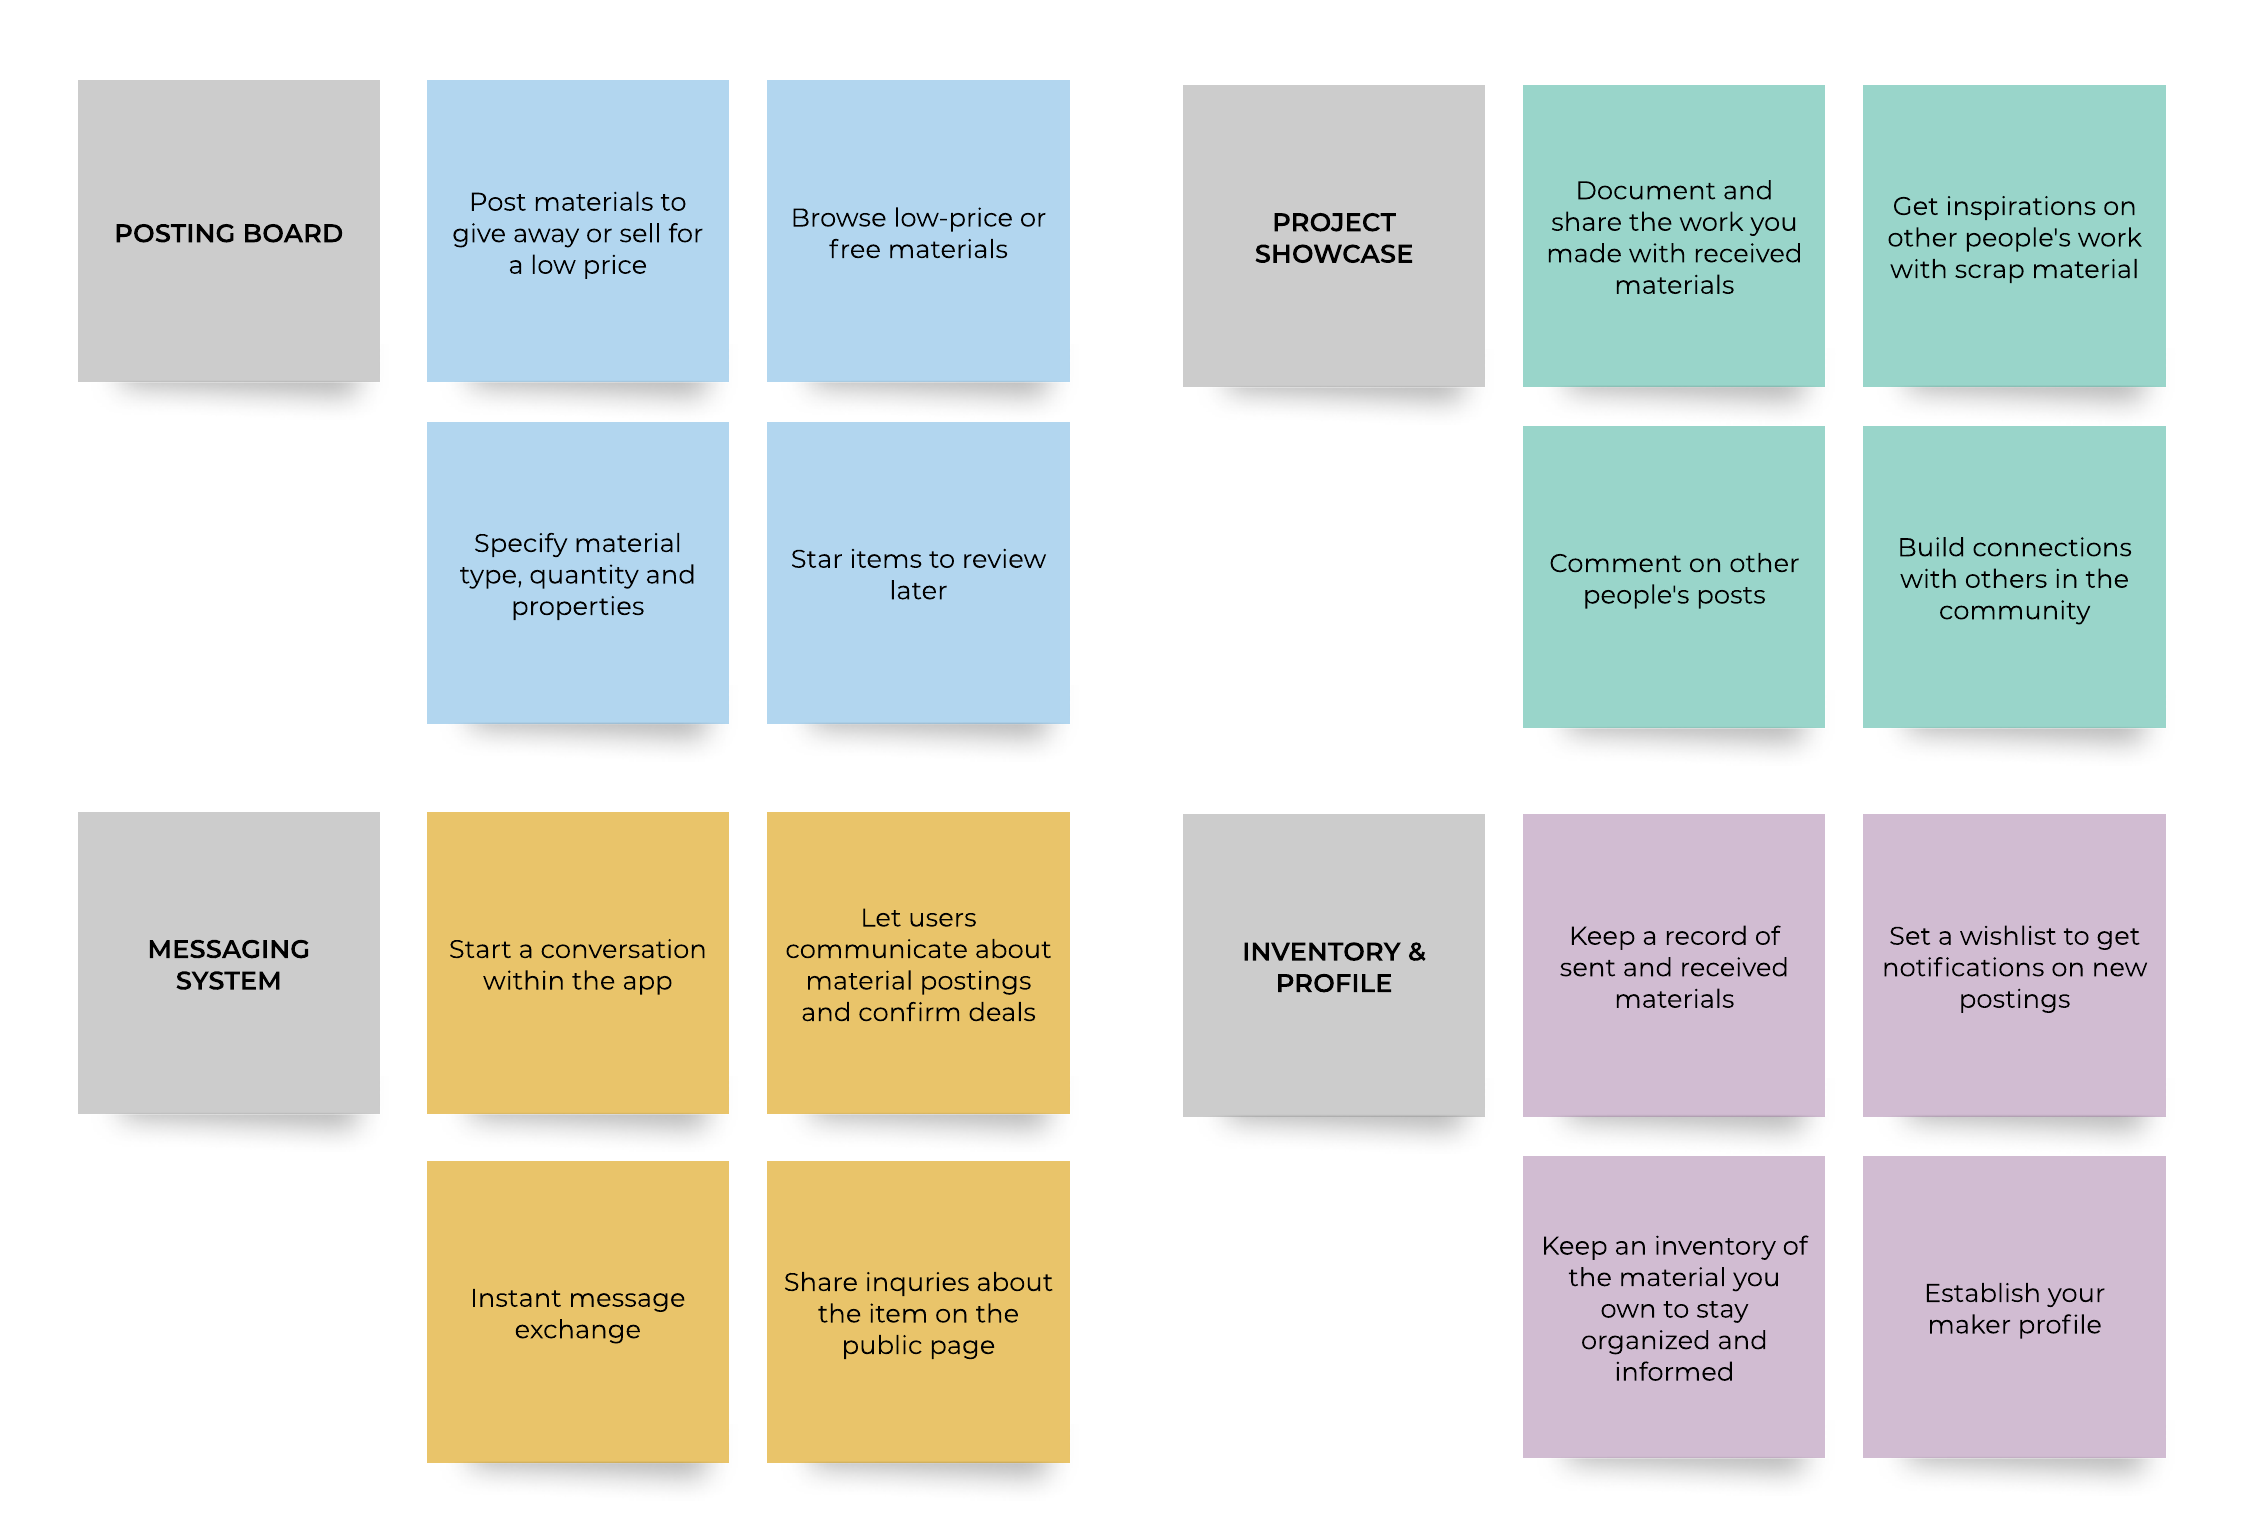 POSTING BOARD
Post materials to
give away or sell for
a low price
Browse low-price or
free materials
Specify material
type, quantity and
properties
Star items to review
later
PROJECT
SHOWCASE
Document and
share the work you
made with received
materials
Get inspirations on
other people's work
with scrap material
Comment on other
people's posts
Build connections
with others in the
community
MESSAGING
SYSTEM
Start a conversation
within the app
Let users
communicate about
material postings
and confirm deals
Instant message
exchange
Share inquries about
the item on the
public page
INVENTORY &
PROFILE
Keep a record of
sent and received
materials
Set a wishlist to get
notifications on new
postings
Keep an inventory of
the material you
own to stay
organized and
informed
Establish your
maker profile